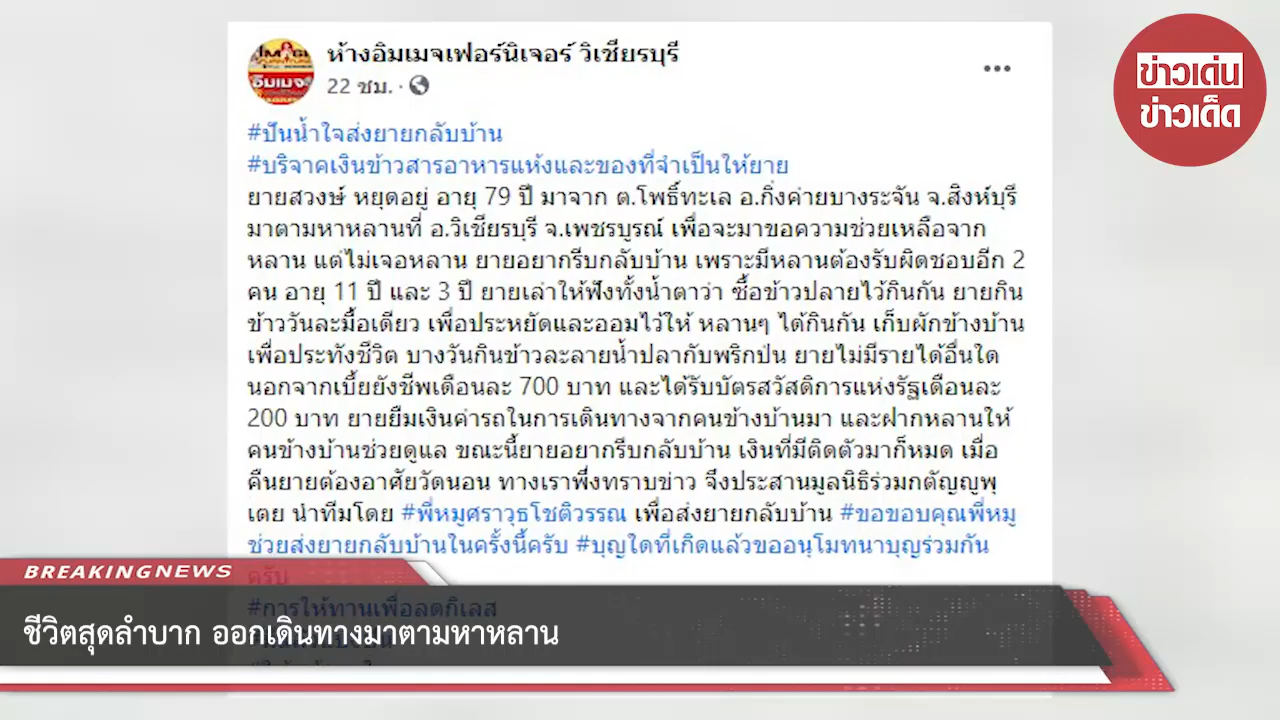 ห้างอิมเมจเฟอร์นิเจอร์ วิเชียรบุรี
22 ชม.
ข่าวเด่น
ข่าวเด็ด
อิมเมจ
#ปันน้ำใจส่งยายกลับบ้าน
#บริจาคเงินข้าวสารอาหารแห้งและของที่จำเป็นให้ยาย
ยายสวงษ์ หยุดอยู่ อายุ 79 ปี มาจาก ต.โพธิ์ทะเล อ.กิ่งค่ายบางระจัน จ.สิงห์บุรี
มาตามหาหลานที่ อ.วิเชียรบุรี จ.เพชรบูรณ์ เพื่อจะมาขอความช่วยเหลือจาก
หลาน แต่ไม่เจอหลาน ยายอยากรีบกลับบ้าน เพราะมีหลานต้องรับผิดชอบอีก 2
คน อายุ 11 ปี และ 3 ปี ยายเล่าให้ฟังทั้งน้ำตาว่า ซื้อข้าวปลายไว้กินกัน ยายกิน
ข้าววันละมื้อเดียว เพื่อประหยัดและออมไว้ให้ หลานๆ ได้กินกัน เก็บผักข้างบ้าน
เพื่อประทังชีวิต บางวันกินข้าวละลายน้ำปลากับพริกป่น ยายไม่มีรายได้อื่นใด
นอกจากเบี้ยยังชีพเดือนละ 700 บาท และได้รับบัตรสวัสดิการแห่งรัฐเดือนละ
200 บาท ยายยืมเงินค่ารถในการเดินทางจากคนข้างบ้านมา และฝากหลานให้
คนข้างบ้านช่วยดูแล ขณะนี้ยายอยากรีบกลับบ้าน เงินที่มีติดตัวมาก็หมด เมื่อ
คืนยายต้องอาศัยวัดนอน ทางเราพึ่งทราบข่าว จึงประสานมูลนิธิร่วมกตัญญูพุ
เตย นำทีมโดย #พี่หมูศราวุธโชติวรรณ เพื่อส่งยายกลับบ้าน #ขอขอบคุณพี่หมู
ช่วยส่งยายกลับบ้านในครั้งนี้ครับ #บุญใดที่เกิดแล้วขออนุโมทนาบุญร่วมกัน
ครับ
#การให้ทานเพื่อลดกิเลส
BREAKING NEWS
ชีวิตสุดลำบาก ออกเดินทางมาตามหาหลาน